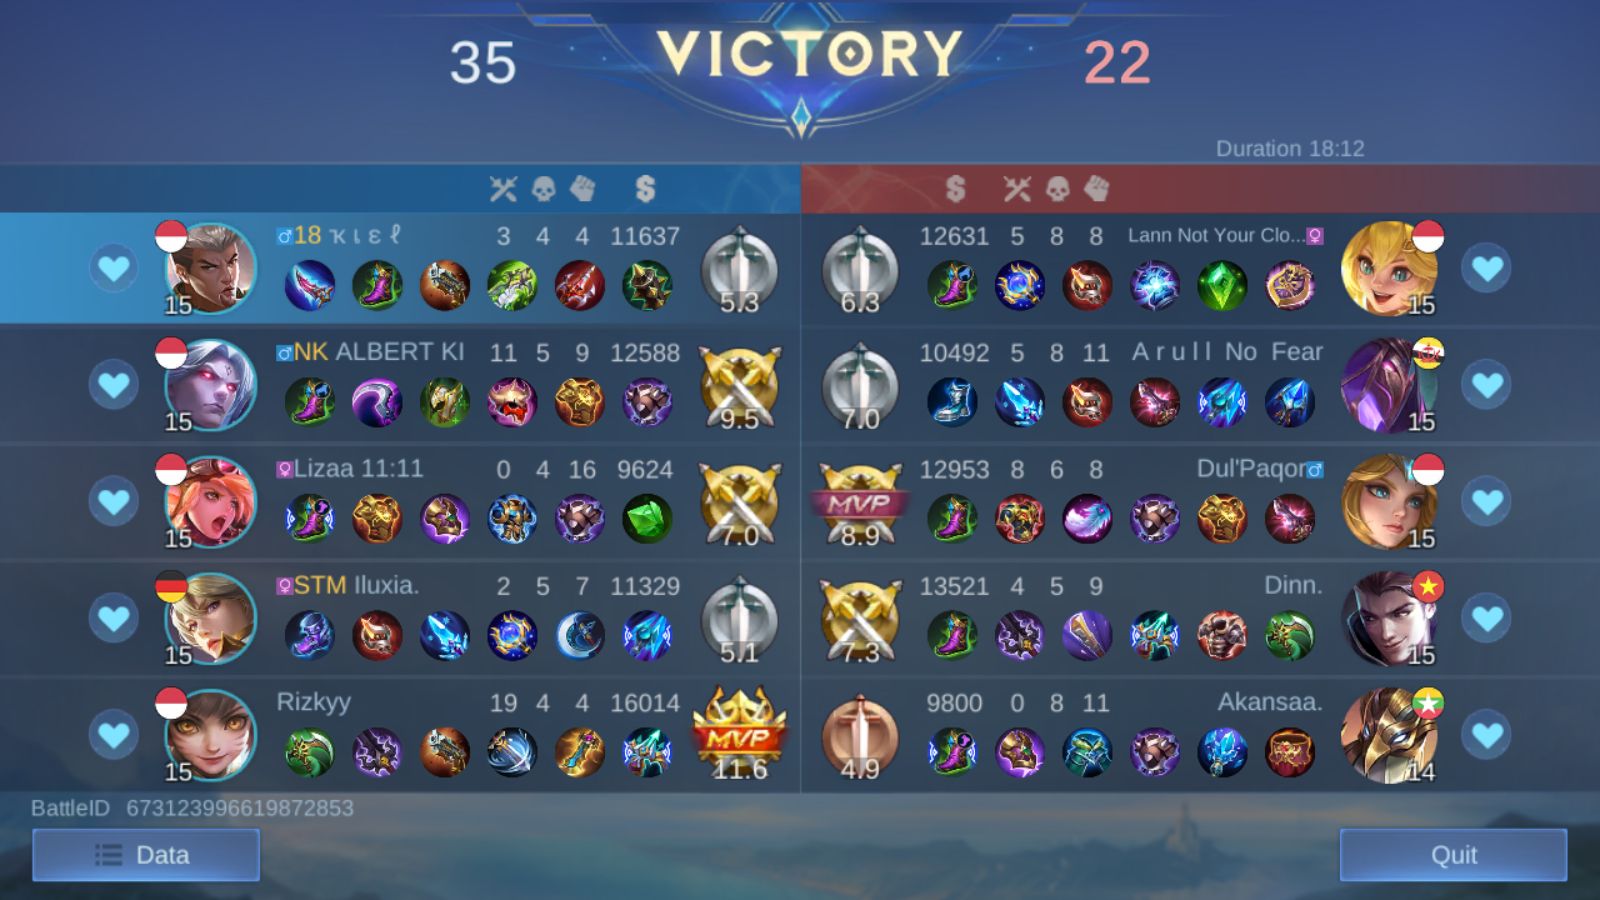 35 VICTORY 22
Duration 18:12
18 ғιεℓ 3 4 4 11637 5.3 15
6.3 12631 5 8 8 Lann Not Your Clo... 15
NK ALBERT KI 11 5 9 12588 9.5 15
7.0 10492 5 8 11 Arull No Fear 15
Lizaa 11:11 0 4 16 9624 7.0 15
MVP 8.9 12953 8 6 8 Dul'Paqor 15
STM Iluxia. 2 5 7 11329 5.1 15
7.3 13521 4 5 9 Dinn. 15
Rizkyy 19 4 4 16014 MVP 11.6 15
4.9 9800 0 8 11 Akansaa. 14
BattleID 673123996619872853
Data
Quit